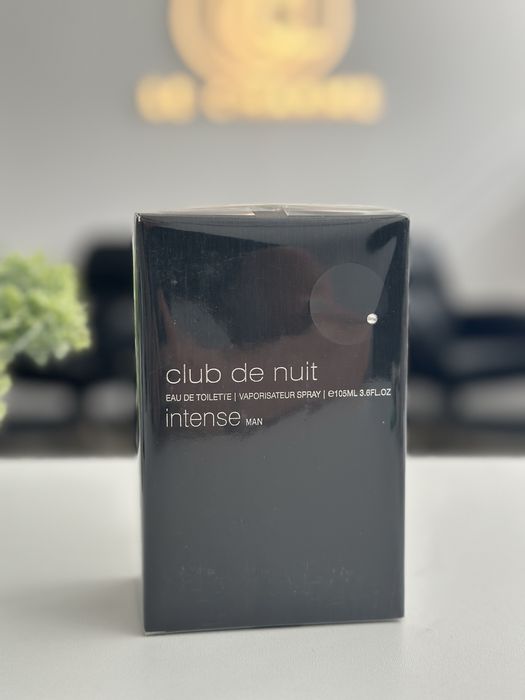 club de nuit
EAU DE TOILETTE | VAPORISATEUR SPRAY | ℮105ML 3.6FL.OZ
intense MAN